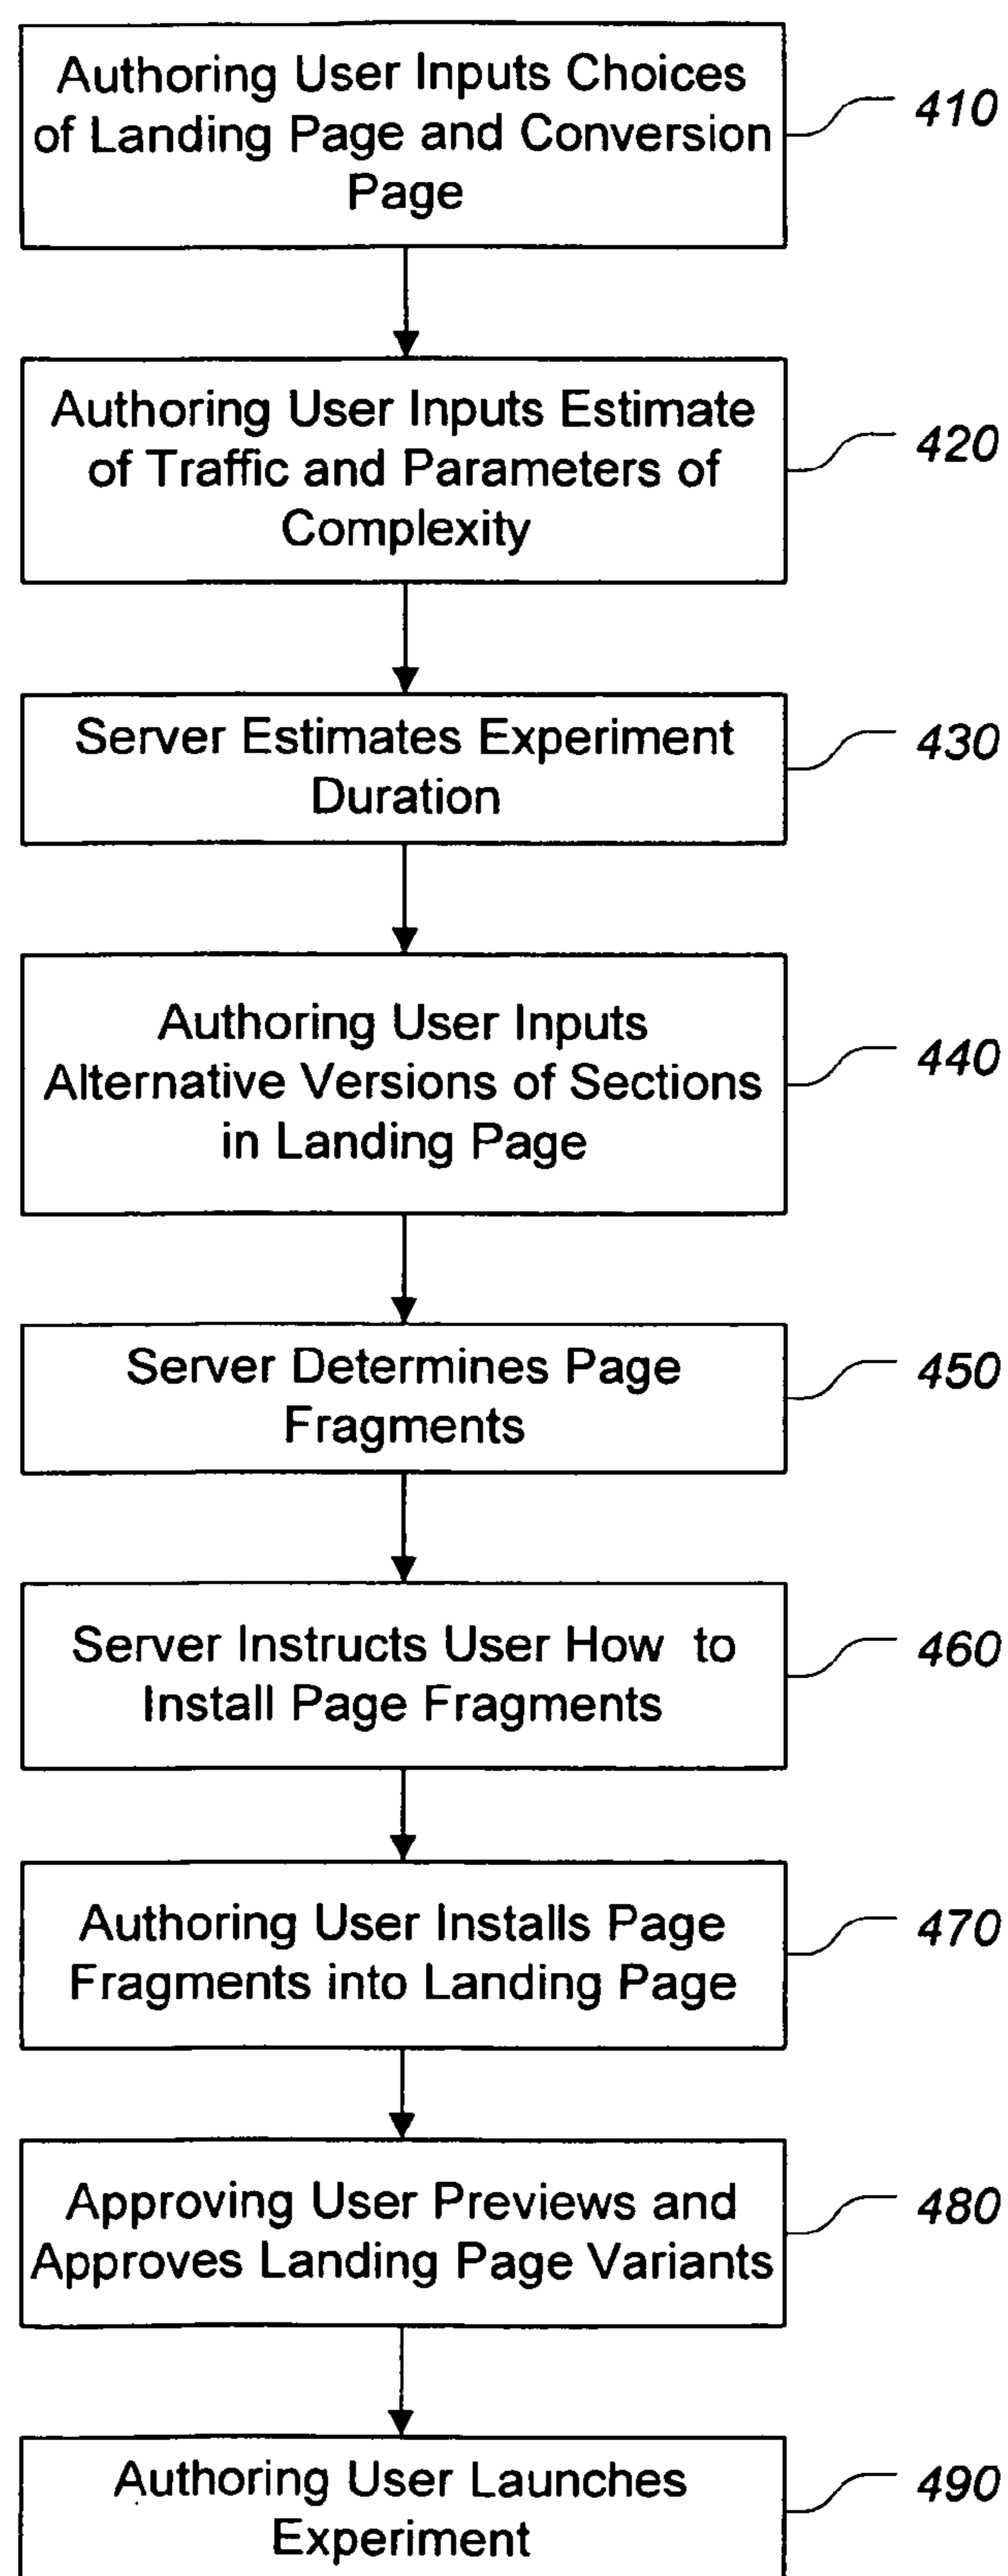 Authoring User Inputs Choices
of Landing Page and Conversion
Page
410
Authoring User Inputs Estimate
of Traffic and Parameters of
Complexity
420
Server Estimates Experiment
Duration
430
Authoring User Inputs
Alternative Versions of Sections
in Landing Page
440
Server Determines Page
Fragments
450
Server Instructs User How to
Install Page Fragments
460
Authoring User Installs Page
Fragments into Landing Page
470
Approving User Previews and
Approves Landing Page Variants
480
Authoring User Launches
Experiment
490